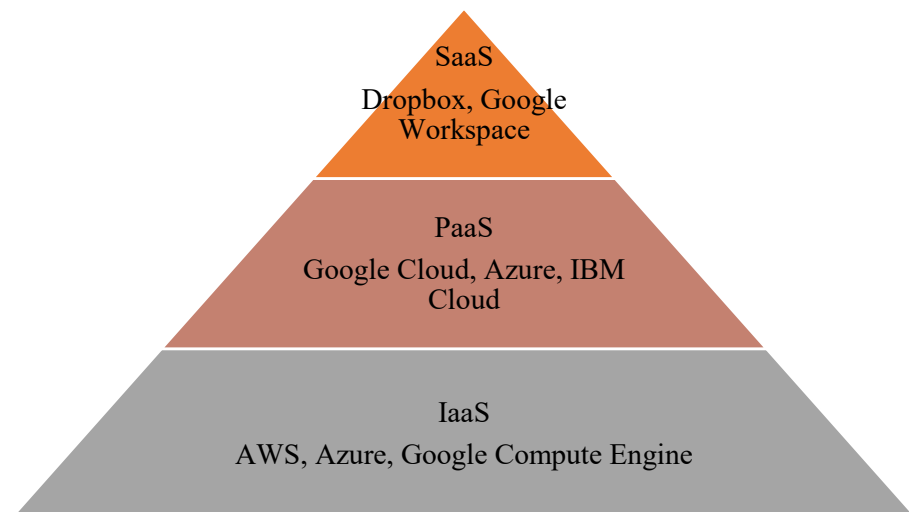 SaaS
Dropbox, Google
Workspace
PaaS
Google Cloud, Azure, IBM
Cloud
IaaS
AWS, Azure, Google Compute Engine